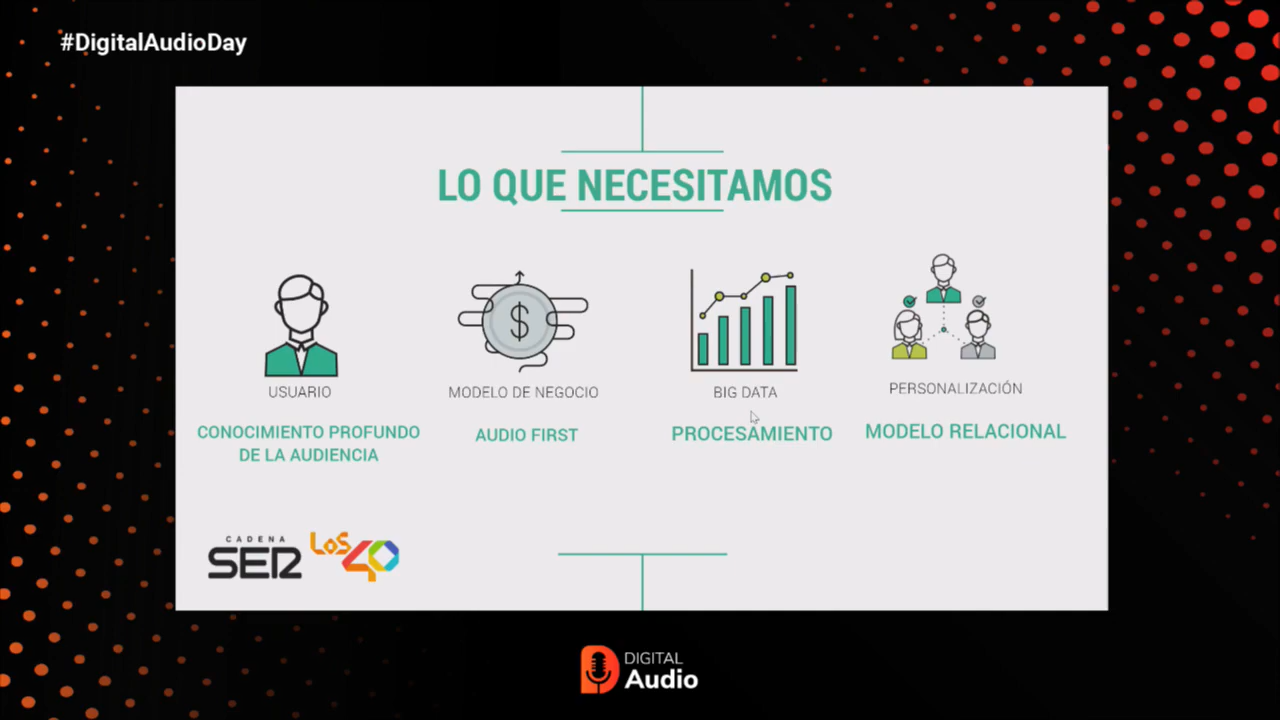 #DigitalAudioDay
LO QUE NECESITAMOS
$
USUARIO
MODELO DE NEGOCIO
BIG DATA
PERSONALIZACIÓN
CONOCIMIENTO PROFUNDO
DE LA AUDIENCIA
AUDIO FIRST
PROCESAMIENTO
MODELO RELACIONAL
CADENA
SER
LOS
40
DIGITAL
Audio